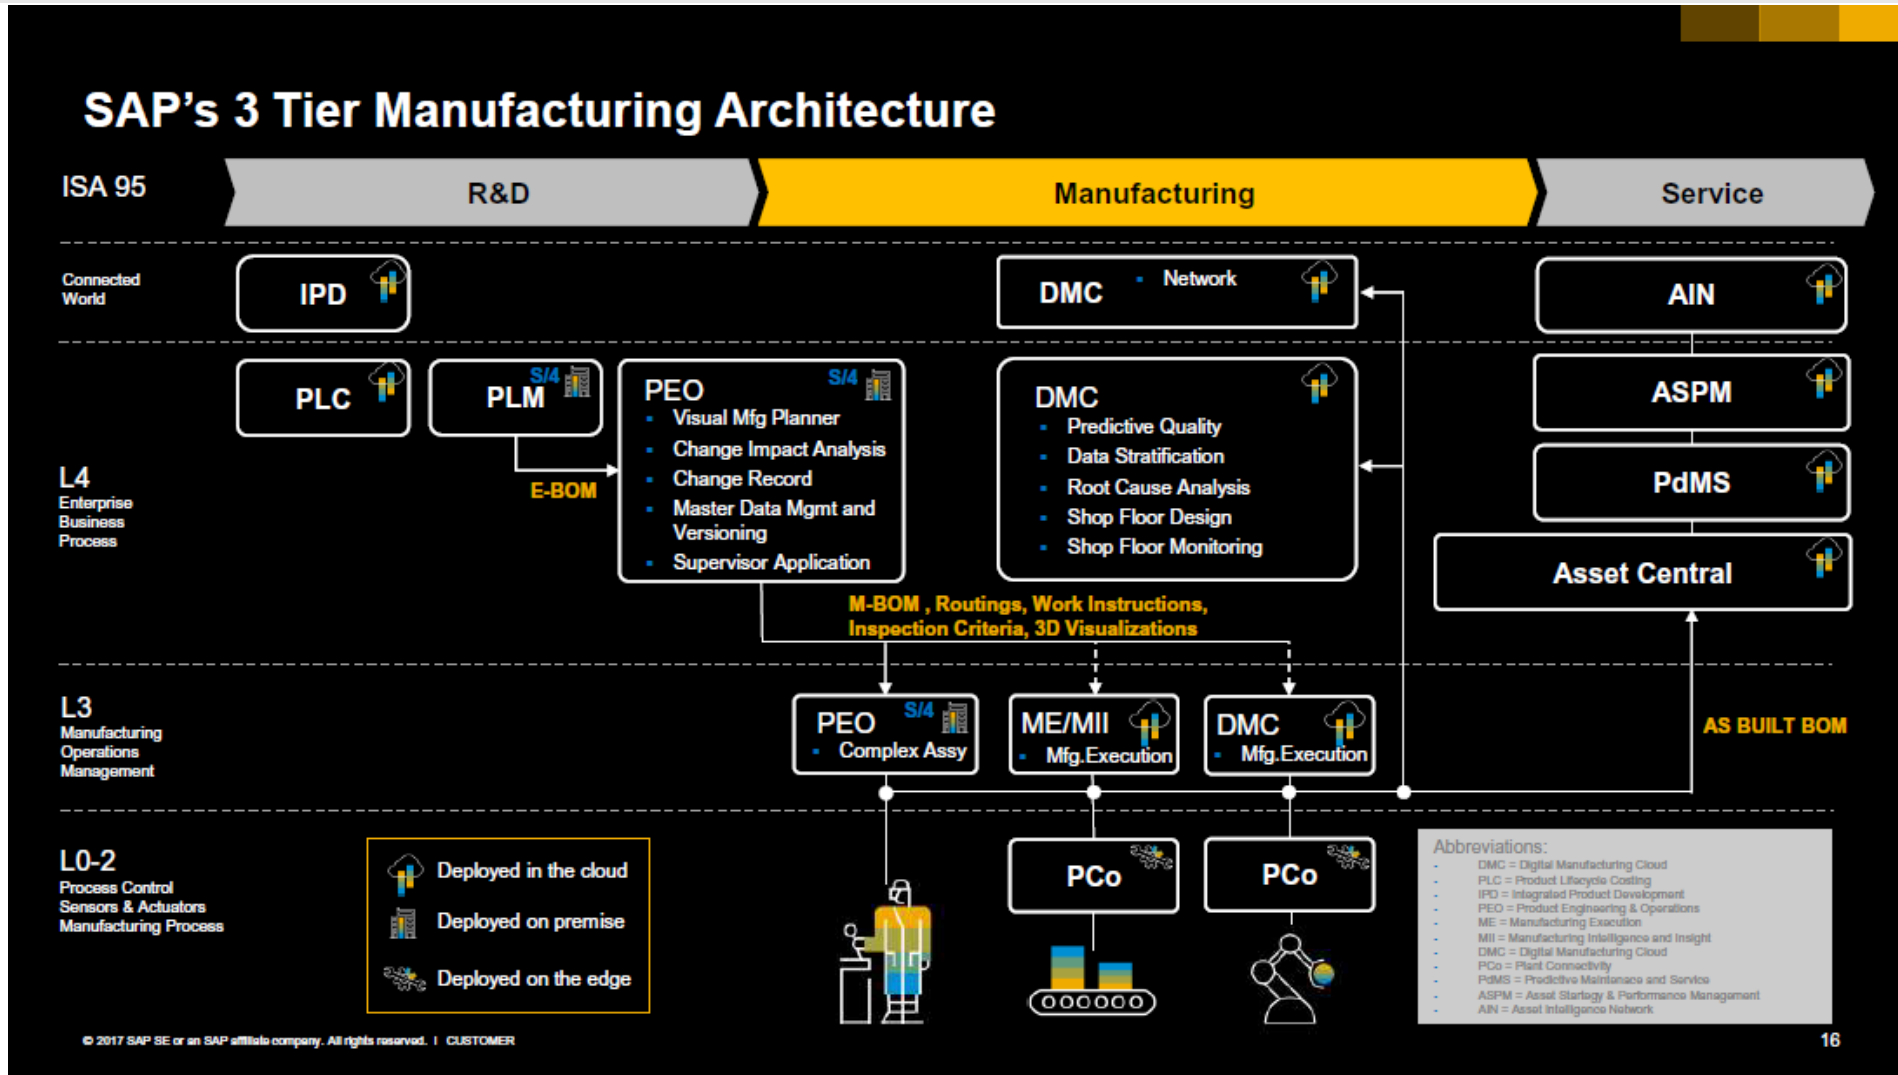 SAP's 3 Tier Manufacturing Architecture
ISA 95
R&D
Manufacturing
Service
Connected
World
IPD
DMC
Network
AIN
L4
Enterprise
Business
Process
PLC
PLM
S/4
E-BOM
PEO
S/4
Visual Mfg Planner
Change Impact Analysis
Change Record
Master Data Mgmt and
Versioning
Supervisor Application
DMC
Predictive Quality
Data Stratification
Root Cause Analysis
Shop Floor Design
Shop Floor Monitoring
ASPM
PdMS
Asset Central
M-BOM , Routings, Work Instructions,
Inspection Criteria, 3D Visualizations
L3
Manufacturing
Operations
Management
PEO
S/4
Complex Assy
ME/MII
Mfg.Execution
DMC
Mfg.Execution
AS BUILT BOM
L0-2
Process Control
Sensors & Actuators
Manufacturing Process
Deployed in the cloud
Deployed on premise
Deployed on the edge
PCo
PCo
Abbreviations:
DMC = Digital Manufacturing Cloud
PLC = Product Lifecycle Costing
IPD = Integrated Product Development
PEO = Product Engineering & Operations
ME = Manufacturing Execution
MII = Manufacturing Intelligence and Insight
DMC = Digital Manufacturing Cloud
PCo = Plant Connectivity
PdMS = Predictive Maintenace and Service
ASPM = Asset Startegy & Performance Management
AIN = Asset Intelligence Network
© 2017 SAP SE or an SAP affiliate company. All rights reserved. I CUSTOMER
16